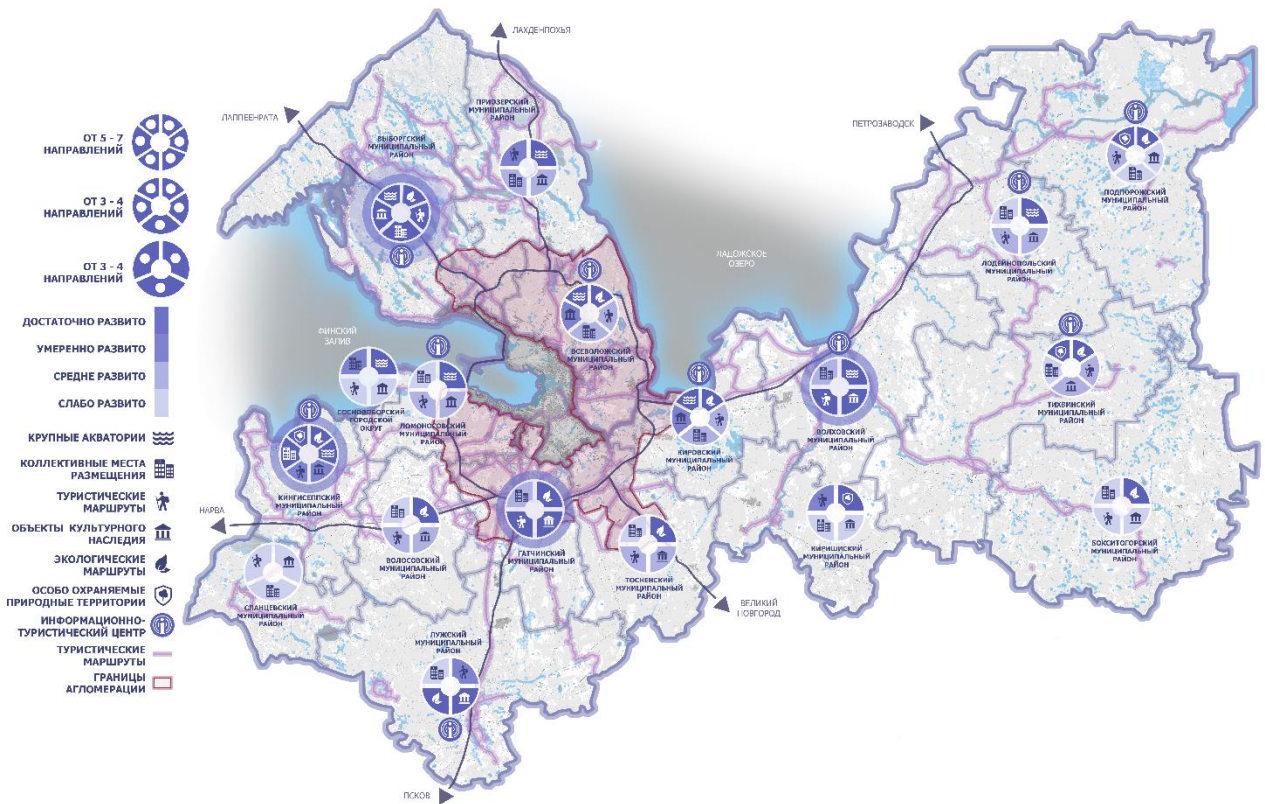 ОТ 5 - 7
НАПРАВЛЕНИЙ
ОТ 3 - 4
НАПРАВЛЕНИЙ
ОТ 3 - 4
НАПРАВЛЕНИЙ
ДОСТАТОЧНО РАЗВИТО
УМЕРЕННО РАЗВИТО
СРЕДНЕ РАЗВИТО
СЛАБО РАЗВИТО
КРУПНЫЕ АКВАТОРИИ
КОЛЛЕКТИВНЫЕ МЕСТА
РАЗМЕЩЕНИЯ
ТУРИСТИЧЕСКИЕ
МАРШРУТЫ
ОБЪЕКТЫ КУЛЬТУРНОГО
НАСЛЕДИЯ
ЭКОЛОГИЧЕСКИЕ
МАРШРУТЫ
ОСОБО ОХРАНЯЕМЫЕ
ПРИРОДНЫЕ ТЕРРИТОРИИ
ИНФОРМАЦИОННО-
ТУРИСТИЧЕСКИЙ ЦЕНТР
ТУРИСТИЧЕСКИЕ
МАРШРУТЫ
ГРАНИЦЫ
АГЛОМЕРАЦИИ
ЛАХДЕНПОХЬЯ
ЛАППЕЕНРАТА
ПРИОЗЕРСКИЙ
МУНИЦИПАЛЬНЫЙ
РАЙОН
ВЫБОРГСКИЙ
МУНИЦИПАЛЬНЫЙ
РАЙОН
ПЕТРОЗАВОДСК
ПОДПОРОЖСКИЙ
МУНИЦИПАЛЬНЫЙ
РАЙОН
ЛОДЕЙНОПОЛЬСКИЙ
МУНИЦИПАЛЬНЫЙ
РАЙОН
ЛАДОЖСКОЕ
ОЗЕРО
ФИНСКИЙ
ЗАЛИВ
ВСЕВОЛОЖСКИЙ
МУНИЦИПАЛЬНЫЙ
РАЙОН
СОСНОВОБОРСКИЙ
ГОРОДСКОЙ
ОКРУГ
ЛОМОНОСОВСКИЙ
МУНИЦИПАЛЬНЫЙ
РАЙОН
КИРОВСКИЙ
МУНИЦИПАЛЬНЫЙ
РАЙОН
ВОЛХОВСКИЙ
МУНИЦИПАЛЬНЫЙ
РАЙОН
ТИХВИНСКИЙ
МУНИЦИПАЛЬНЫЙ
РАЙОН
КИНГИСЕППСКИЙ
МУНИЦИПАЛЬНЫЙ
РАЙОН
НАРВА
ВОЛОСОВСКИЙ
МУНИЦИПАЛЬНЫЙ
РАЙОН
ГАТЧИНСКИЙ
МУНИЦИПАЛЬНЫЙ
РАЙОН
ТОСНЕНСКИЙ
МУНИЦИПАЛЬНЫЙ
РАЙОН
КИРИШСКИЙ
МУНИЦИПАЛЬНЫЙ
РАЙОН
БОКСИТОГОРСКИЙ
МУНИЦИПАЛЬНЫЙ
РАЙОН
СЛАНЦЕВСКИЙ
МУНИЦИПАЛЬНЫЙ
РАЙОН
ВЕЛИКИЙ
НОВГОРОД
ЛУЖСКИЙ
МУНИЦИПАЛЬНЫЙ
РАЙОН
ПСКОВ